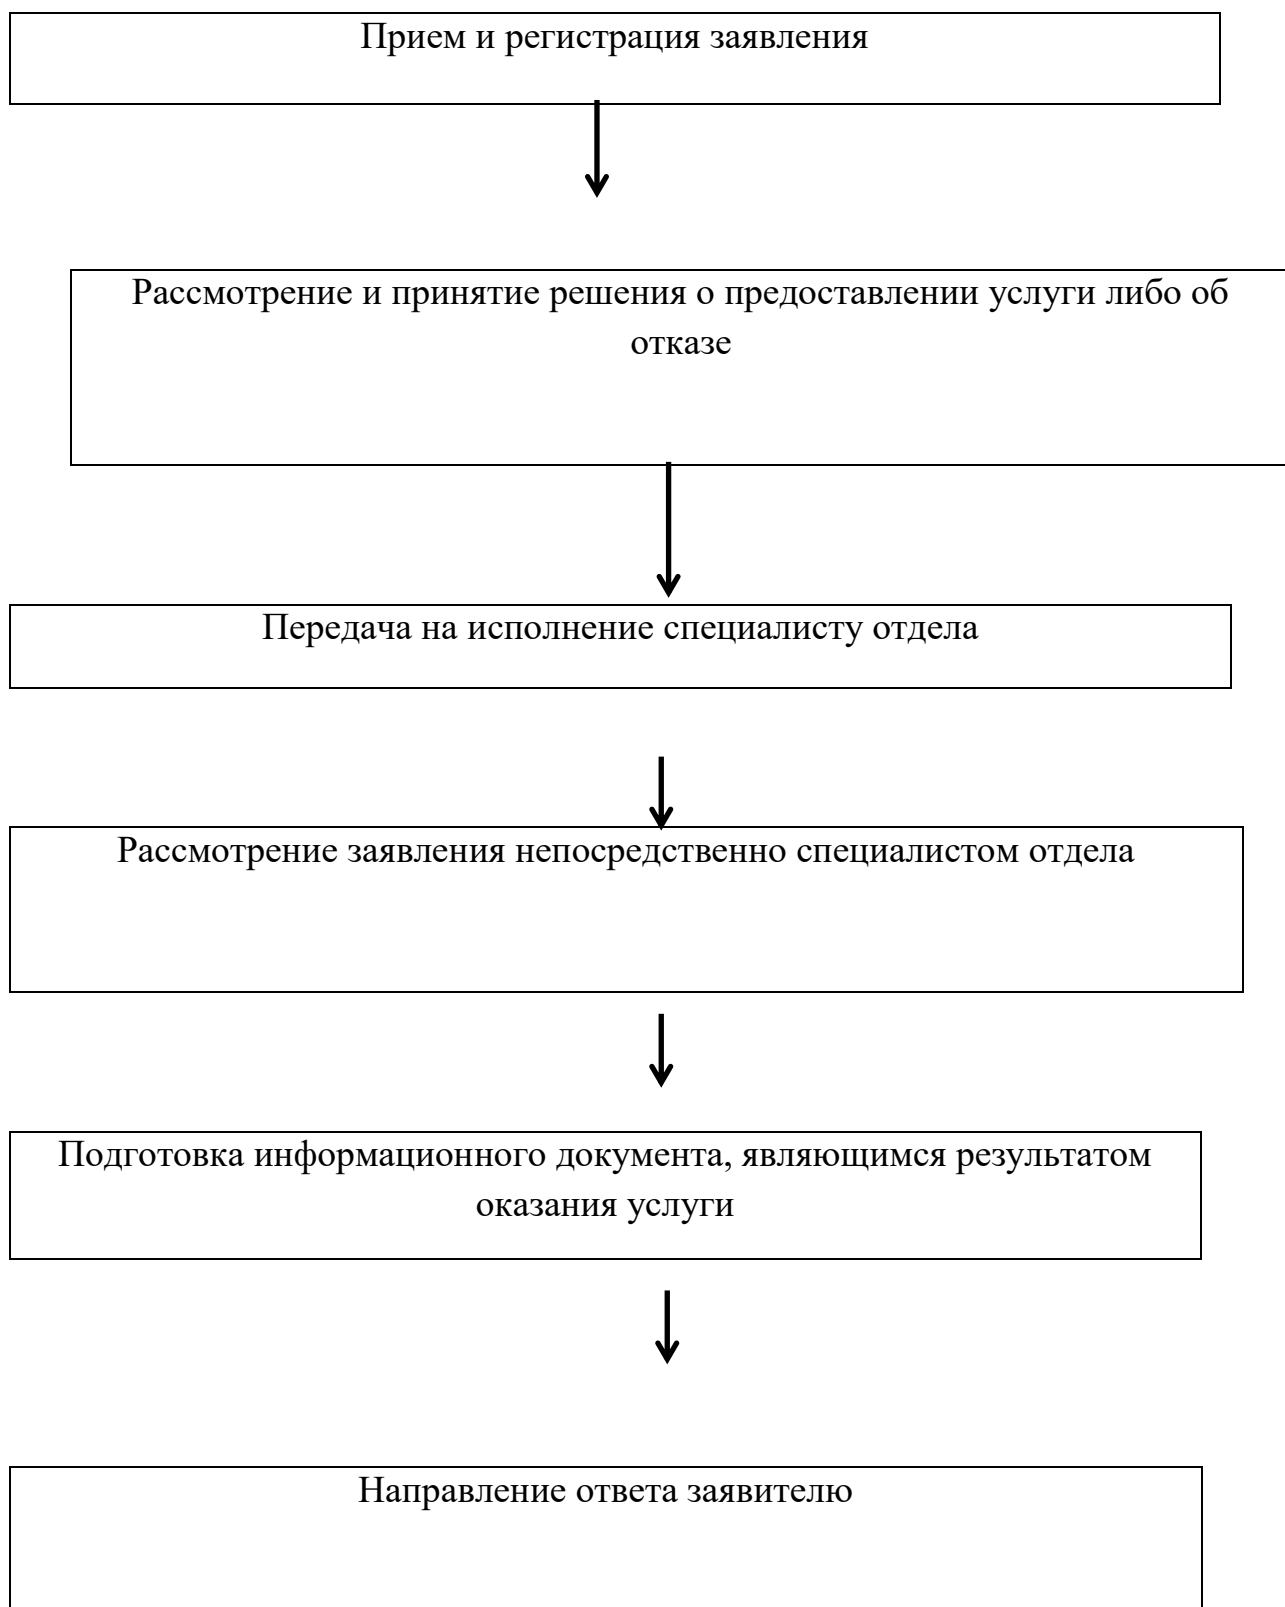 Прием и регистрация заявления
Рассмотрение и принятие решения о предоставлении услуги либо об
отказе
Передача на исполнение специалисту отдела
Рассмотрение заявления непосредственно специалистом отдела
Подготовка информационного документа, являющимся результатом
оказания услуги
Направление ответа заявителю